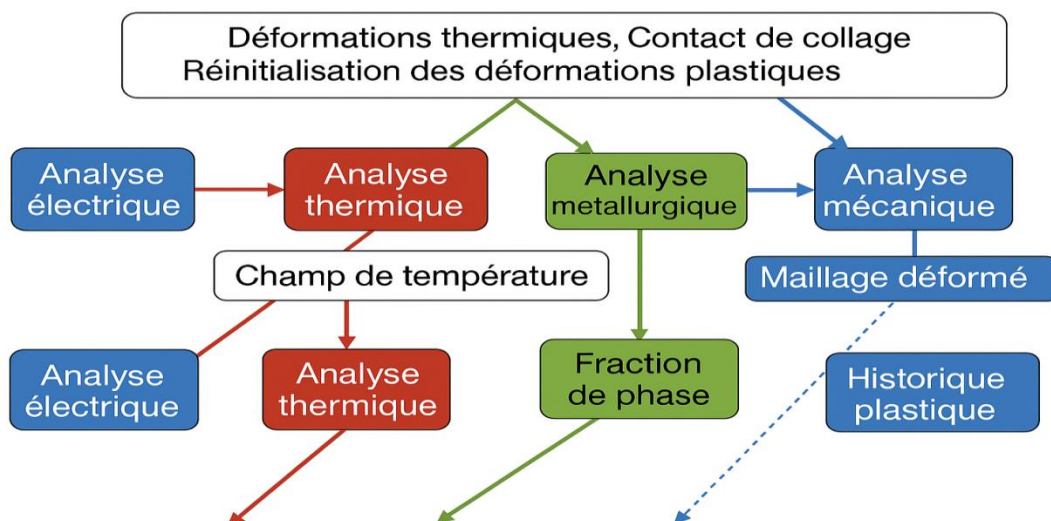 Déformations thermiques, Contact de collage
Réinitialisation des déformations plastiques
Analyse
électrique
Analyse
thermique
Analyse
metallurgique
Analyse
mécanique
Champ de température
Maillage déformé
Analyse
électrique
Analyse
thermique
Fraction
de phase
Historique
plastique